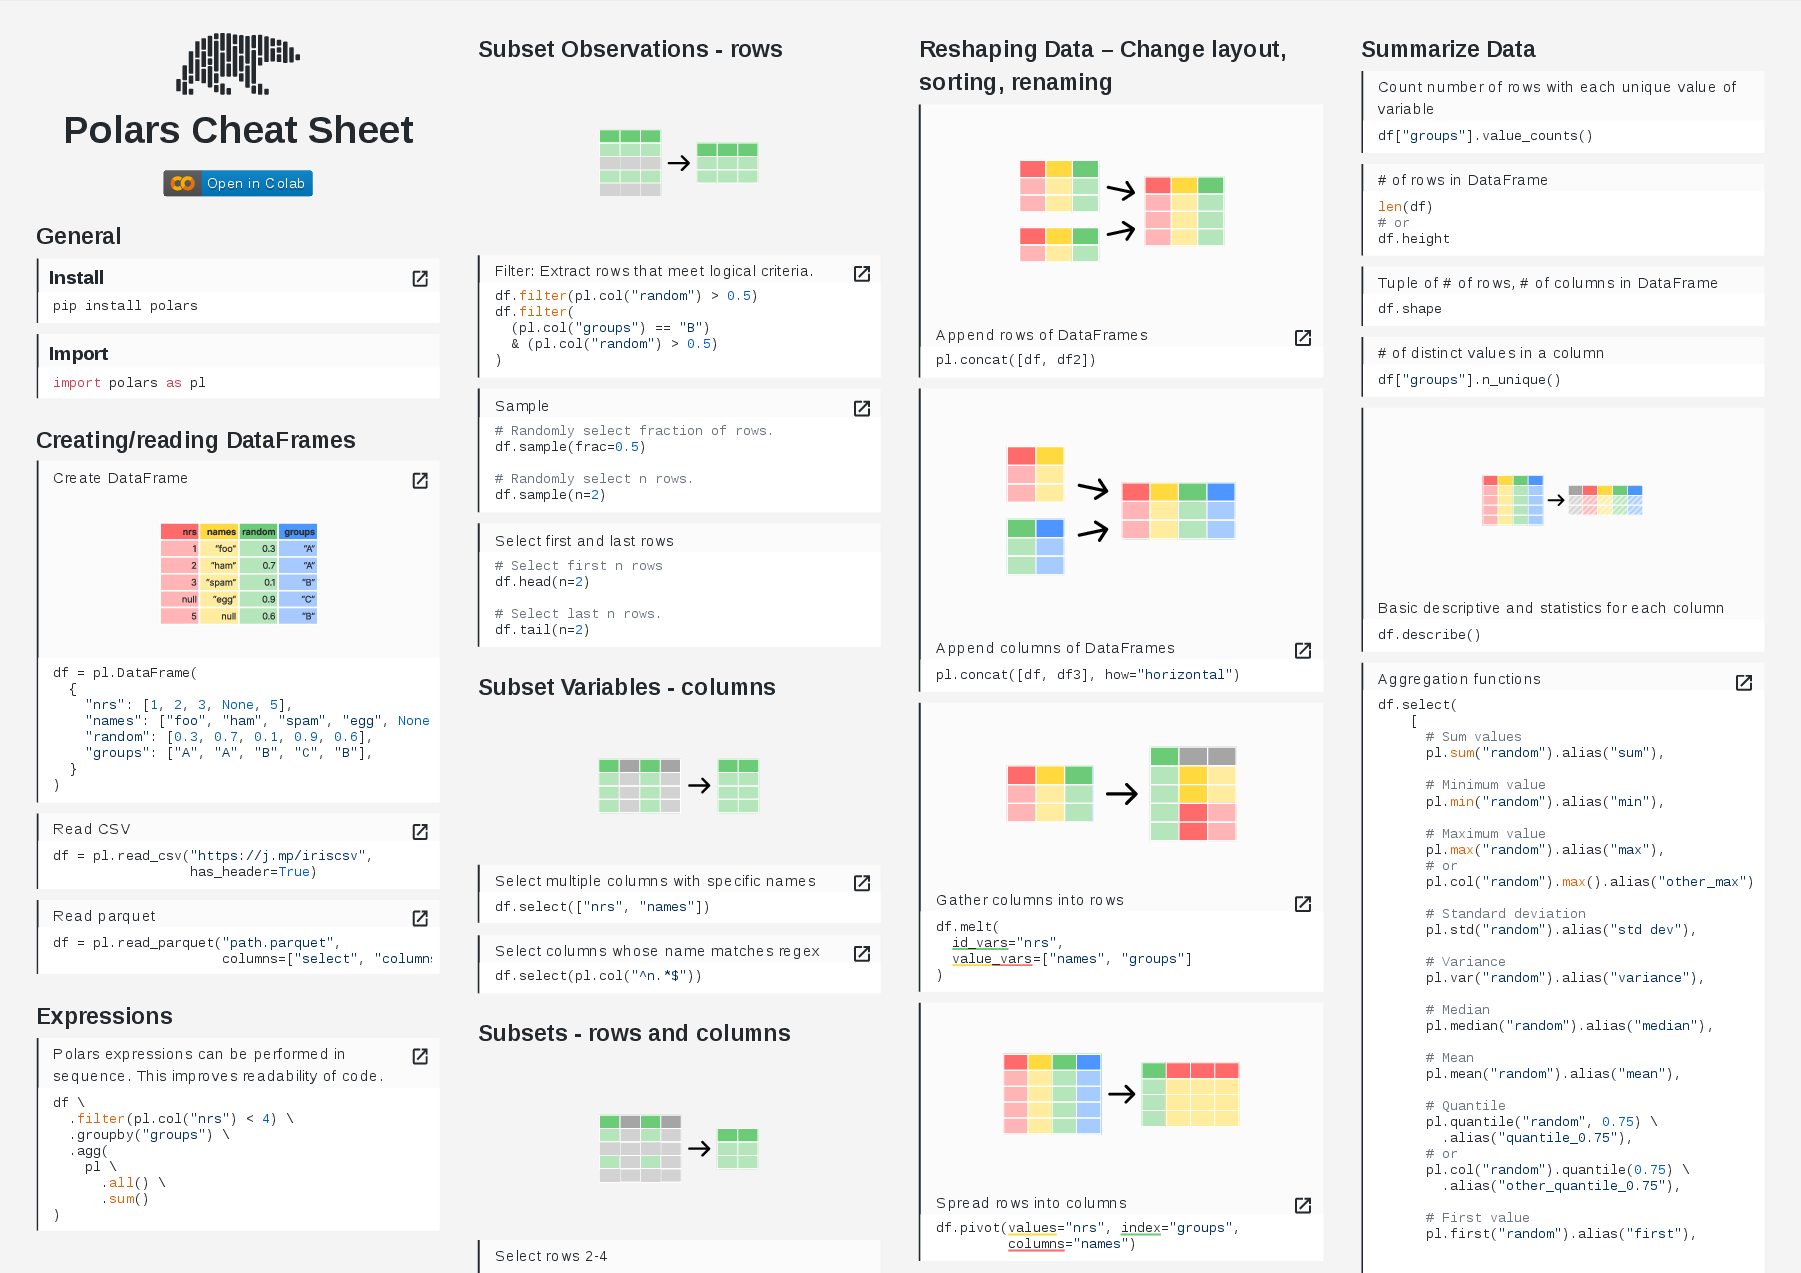 Polars Cheat Sheet
Open in Colab
General
Install
pip install polars
Import
import polars as pl
Creating/reading DataFrames
Create DataFrame
nrs names random groups
1 "foo" 0.3 "A"
2 "ham" 0.7 "A"
3 "spam" 0.1 "B"
null "egg" 0.9 "C"
5 null 0.6 "B"
df = pl.DataFrame(
  {
    "nrs": [1, 2, 3, None, 5],
    "names": ["foo", "ham", "spam", "egg", None
    "random": [0.3, 0.7, 0.1, 0.9, 0.6],
    "groups": ["A", "A", "B", "C", "B"],
  }
)
Read CSV
df = pl.read_csv("https://j.mp/iriscsv",
                 has_header=True)
Read parquet
df = pl.read_parquet("path.parquet",
                     columns=["select", "columns
Expressions
Polars expressions can be performed in
sequence. This improves readability of code.
df \
  .filter(pl.col("nrs") < 4) \
  .groupby("groups") \
  .agg(
    pl \
      .all() \
      .sum()
)
Subset Observations - rows
Filter: Extract rows that meet logical criteria.
df.filter(pl.col("random") > 0.5)
df.filter(
  (pl.col("groups") == "B")
  & (pl.col("random") > 0.5)
)
Sample
# Randomly select fraction of rows.
df.sample(frac=0.5)
# Randomly select n rows.
df.sample(n=2)
Select first and last rows
# Select first n rows
df.head(n=2)
# Select last n rows.
df.tail(n=2)
Subset Variables - columns
Select multiple columns with specific names
df.select(["nrs", "names"])
Select columns whose name matches regex
df.select(pl.col("^n.*$"))
Subsets - rows and columns
Select rows 2-4
Reshaping Data – Change layout,
sorting, renaming
Append rows of DataFrames
pl.concat([df, df2])
Append columns of DataFrames
pl.concat([df, df3], how="horizontal")
Gather columns into rows
df.melt(
  id_vars="nrs",
  value_vars=["names", "groups"]
)
Spread rows into columns
df.pivot(values="nrs", index="groups",
         columns="names")
Summarize Data
Count number of rows with each unique value of
variable
df["groups"].value_counts()
# of rows in DataFrame
len(df)
# or
df.height
Tuple of # of rows, # of columns in DataFrame
df.shape
# of distinct values in a column
df["groups"].n_unique()
Basic descriptive and statistics for each column
df.describe()
Aggregation functions
df.select(
    [
      # Sum values
      pl.sum("random").alias("sum"),
      # Minimum value
      pl.min("random").alias("min"),
      # Maximum value
      pl.max("random").alias("max"),
      # or
      pl.col("random").max().alias("other_max")
      # Standard deviation
      pl.std("random").alias("std dev"),
      # Variance
      pl.var("random").alias("variance"),
      # Median
      pl.median("random").alias("median"),
      # Mean
      pl.mean("random").alias("mean"),
      # Quantile
      pl.quantile("random", 0.75) \
        .alias("quantile_0.75"),
      # or
      pl.col("random").quantile(0.75) \
        .alias("other_quantile_0.75"),
      # First value
      pl.first("random").alias("first"),